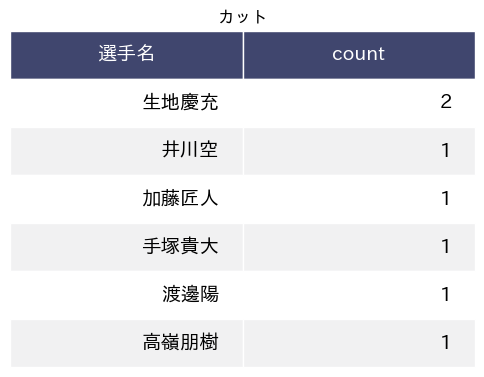 カット
選手名 count
生地慶充 2
井川空 1
加藤匠人 1
手塚貴大 1
渡邊陽 1
高嶺朋樹 1